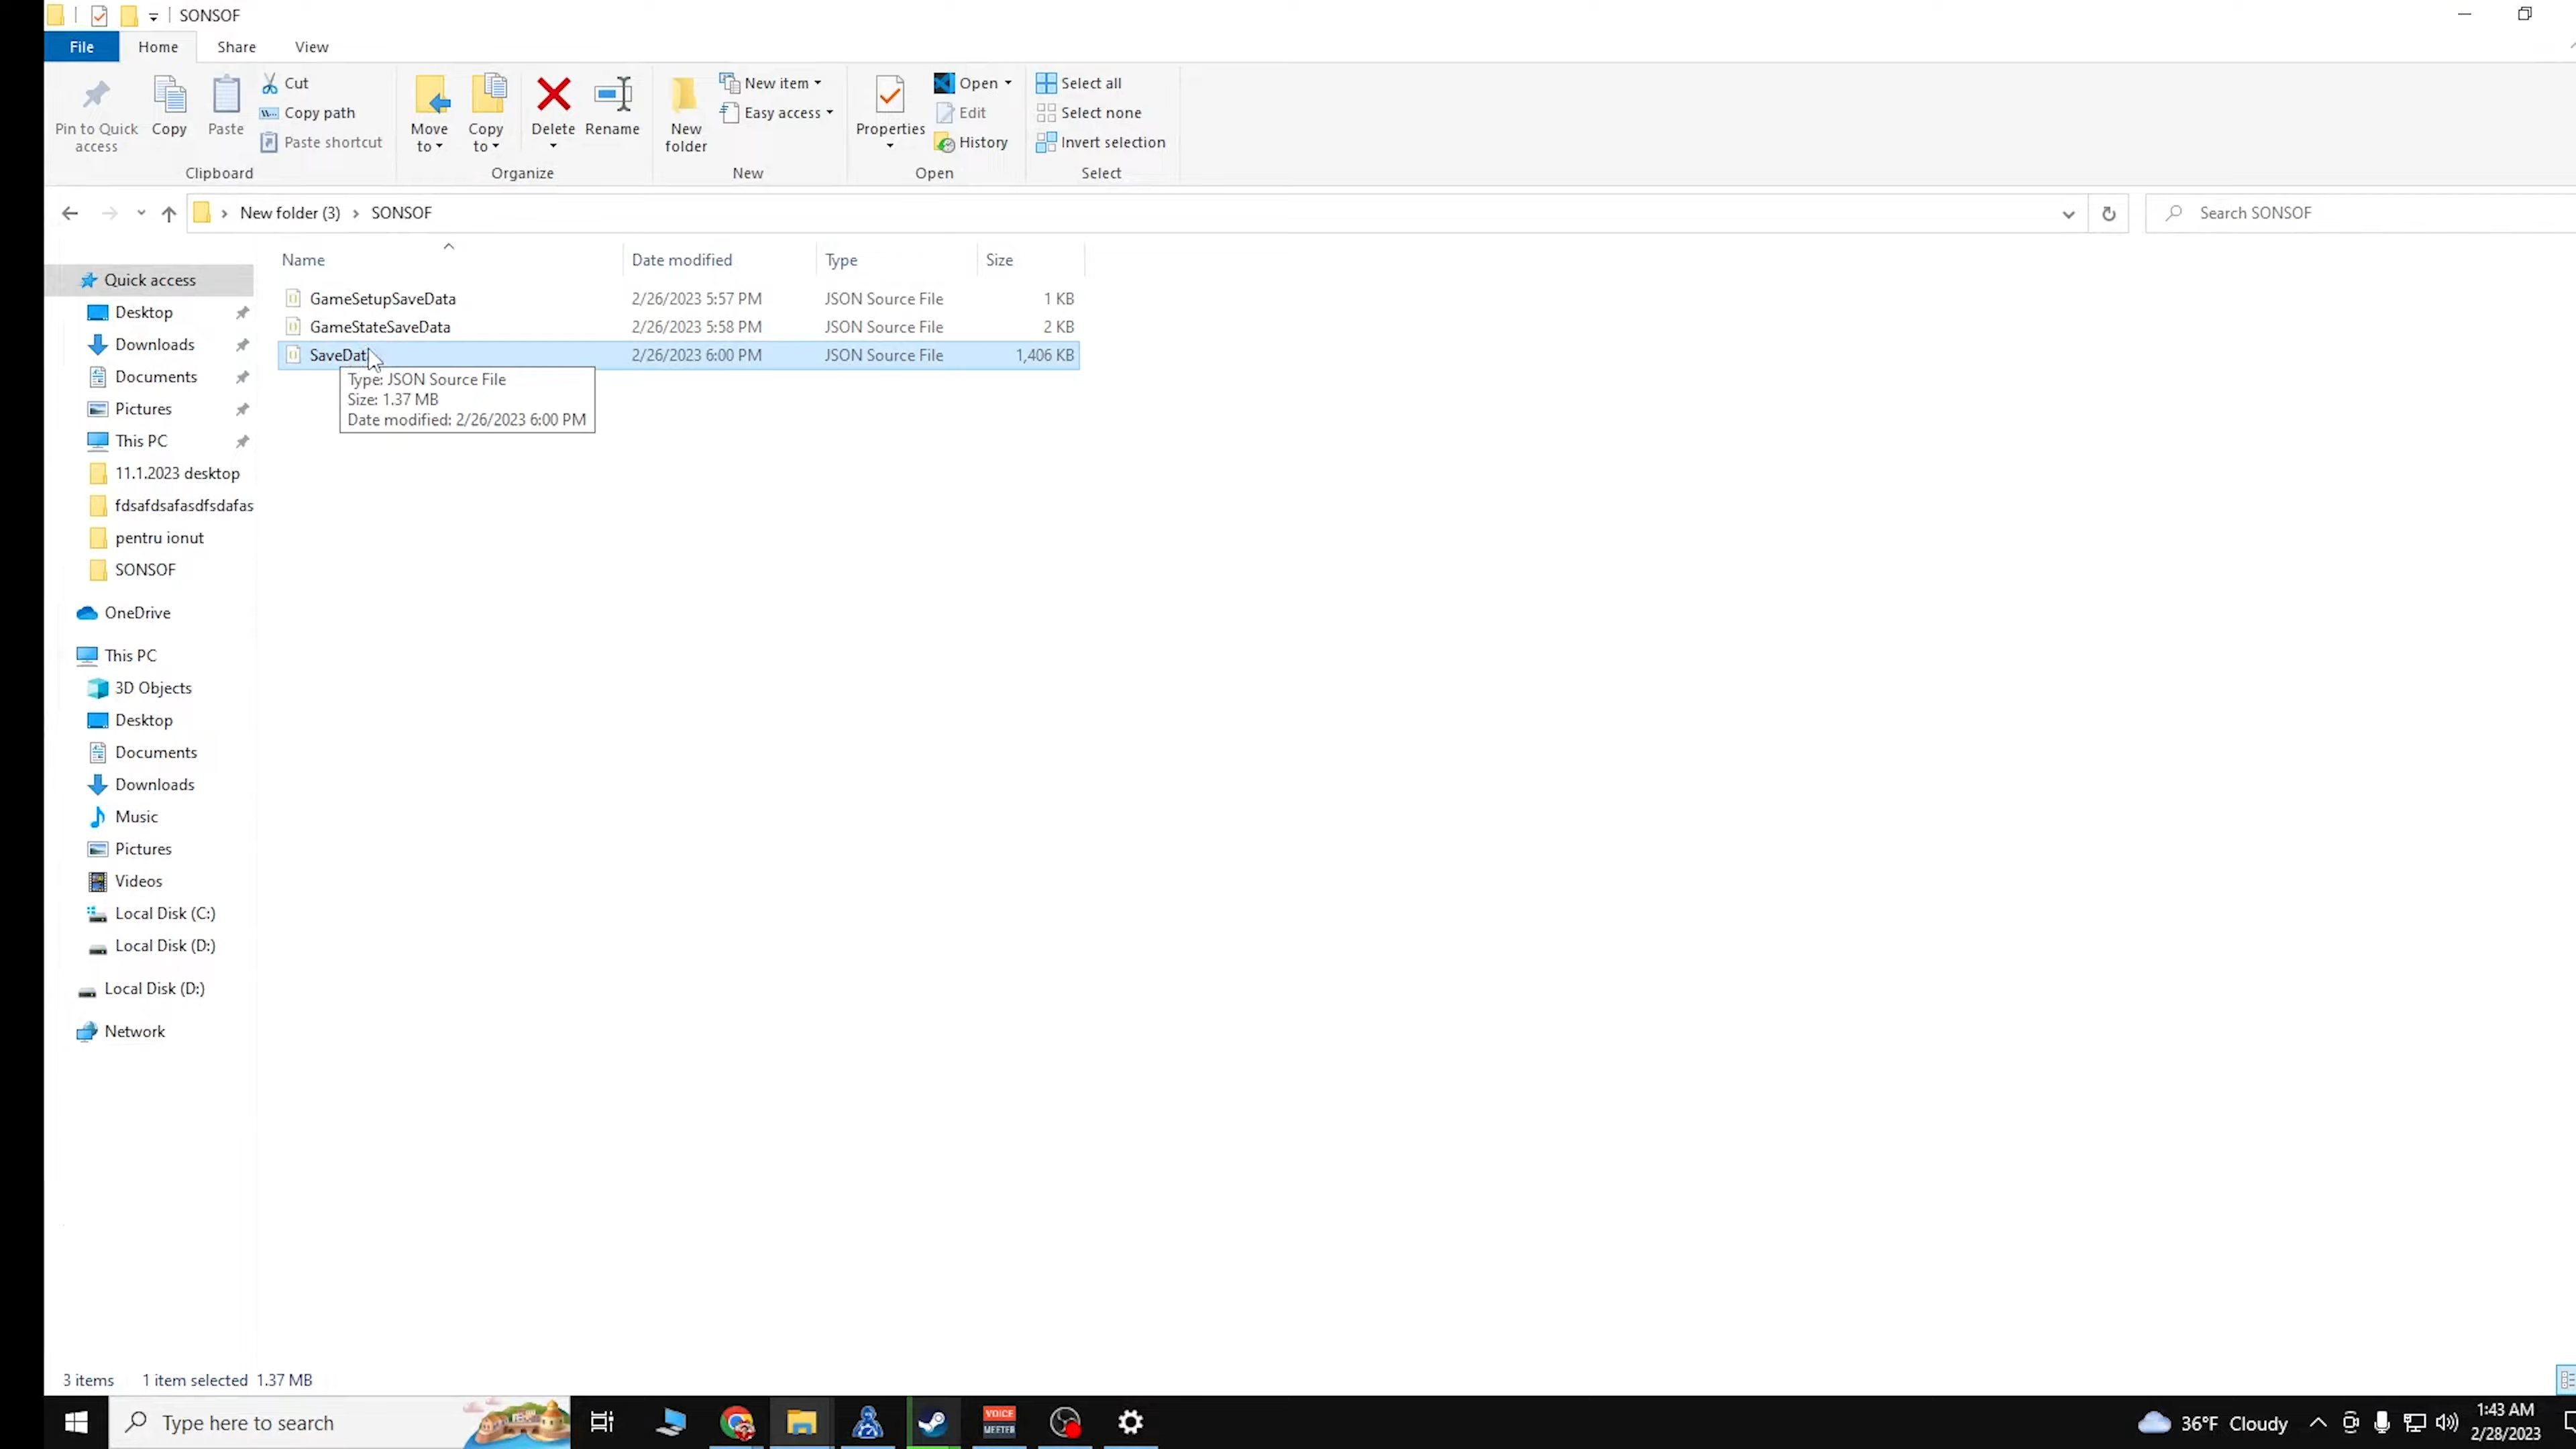 SONSOF
File Home Share View
Pin to Quick access
Copy
Paste
Cut
Copy path
Paste shortcut
Move to
Copy to
Delete
Rename
New folder
New item
Easy access
Properties
Open
Edit
History
Select all
Select none
Invert selection
Clipboard Organize New Open Select
New folder (3) SONSOF
Search SONSOF
Name Date modified Type Size
GameSetupSaveData 2/26/2023 5:57 PM JSON Source File 1 KB
GameStateSaveData 2/26/2023 5:58 PM JSON Source File 2 KB
SaveDat 2/26/2023 6:00 PM JSON Source File 1,406 KB
Type: JSON Source File
Size: 1.37 MB
Date modified: 2/26/2023 6:00 PM
Quick access
Desktop
Downloads
Documents
Pictures
This PC
11.1.2023 desktop
fdsafdsafasdfsdafas
pentru ionut
SONSOF
OneDrive
This PC
3D Objects
Desktop
Documents
Downloads
Music
Pictures
Videos
Local Disk (C:)
Local Disk (D:)
Local Disk (D:)
Network
3 items 1 item selected 1.37 MB
Type here to search
VOICE
MEETER
36°F Cloudy
1:43 AM
2/28/2023